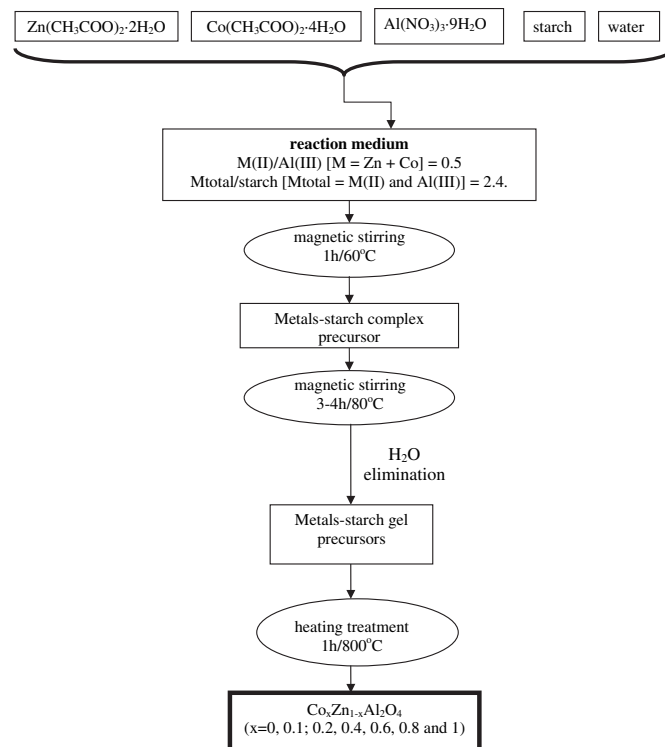 Zn(CH₃COO)₂·2H₂O
Co(CH₃COO)₂·4H₂O
Al(NO₃)₃·9H₂O
starch
water
reaction medium
M(II)/Al(III) [M = Zn + Co] = 0.5
Mtotal/starch [Mtotal = M(II) and Al(III)] = 2.4.
magnetic stirring
1h/60°C
Metals-starch complex
precursor
magnetic stirring
3-4h/80°C
H₂O
elimination
Metals-starch gel
precursors
heating treatment
1h/800°C
CoₓZn₁₋ₓAl₂O₄
(x=0, 0.1; 0.2, 0.4, 0.6, 0.8 and 1)